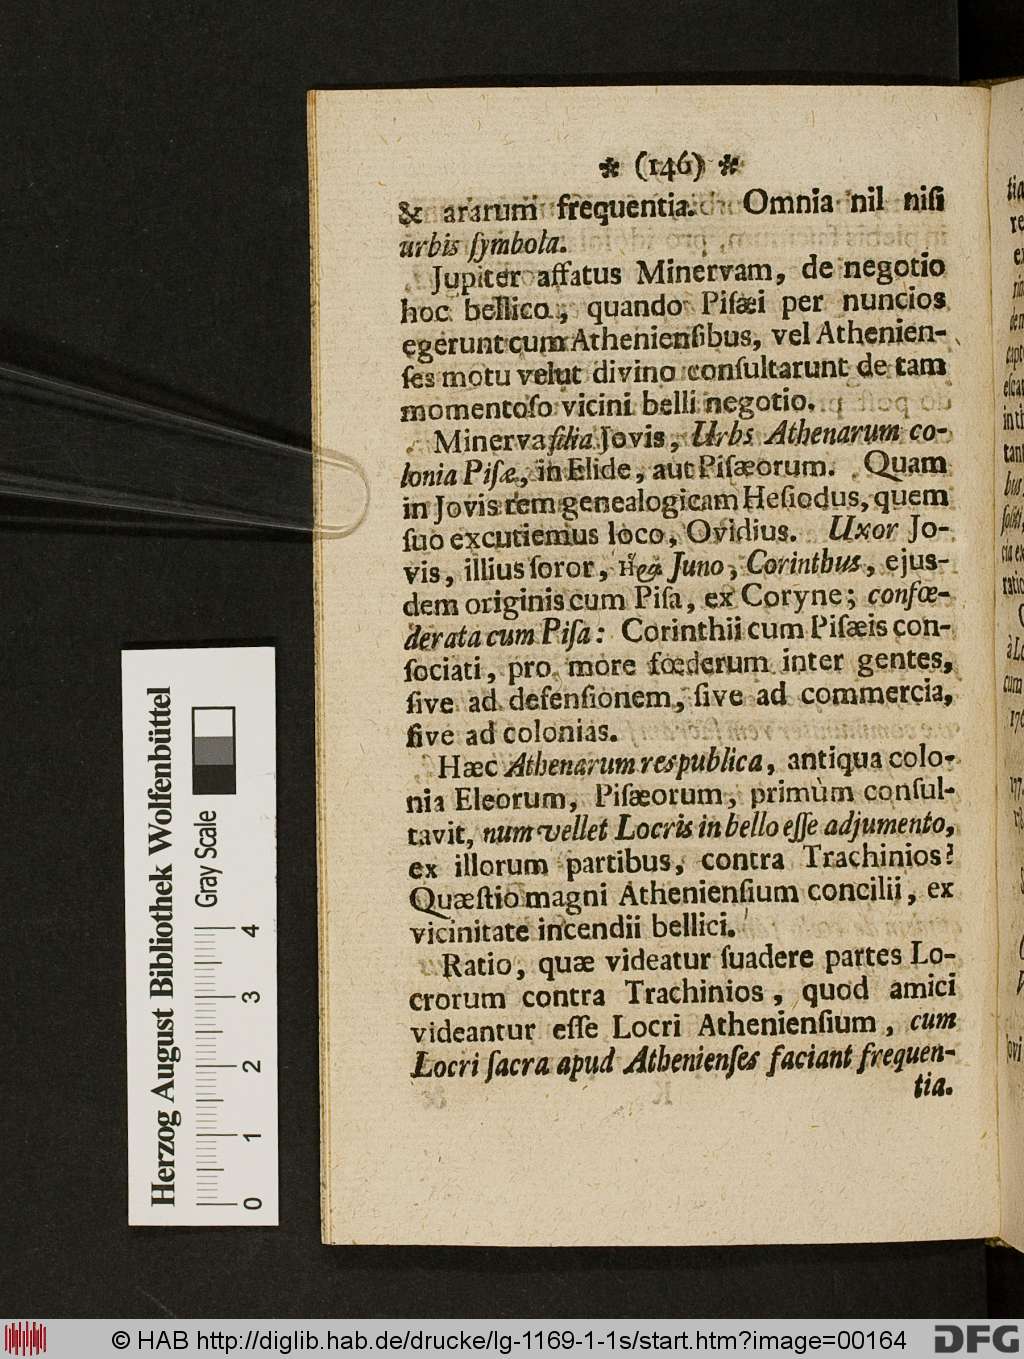 * (146) *
& ararum frequentia. Omnia nil niſi
urbis ſymbola.
Jupiter affatus Minervam, de negotio
hoc bellico, quando Piſæi per nuncios
egerunt cum Athenienſibus, vel Athenien-
ſes motu velut divino conſultarunt de tam
momentoſo vicini belli negotio.
Minerva filia Jovis, Urbs Athenarum co-
lonia Piſæ, in Elide, aut Piſæorum. Quam
in Jovis rem genealogicam Heſiodus, quem
ſuo excutiemus loco, Ovidius. Uxor Jo-
vis, illius ſoror, Juno, Corinthus, ejus-
dem originis cum Piſa, ex Coryne; confœ-
derata cum Piſa: Corinthii cum Piſæis con-
ſociati, pro more fœderum inter gentes,
ſive ad defenſionem, ſive ad commercia,
ſive ad colonias.
Hæc Athenarum respublica, antiqua colo-
nia Eleorum, Piſæorum, primùm conſul-
tavit, num vellet Locris in bello eſſe adjumento,
ex illorum partibus, contra Trachinios?
Quæſtio magni Athenienſium concilii, ex
vicinitate incendii bellici.
Ratio, quæ videatur ſuadere partes Lo-
crorum contra Trachinios, quod amici
videantur eſſe Locri Athenienſium, cum
Locri ſacra apud Athenienſes faciant frequen-
tia.
Herzog August Bibliothek Wolfenbüttel
Gray Scale
0 1 2 3 4
© HAB http://diglib.hab.de/drucke/lg-1169-1-1s/start.htm?image=00164
DFG